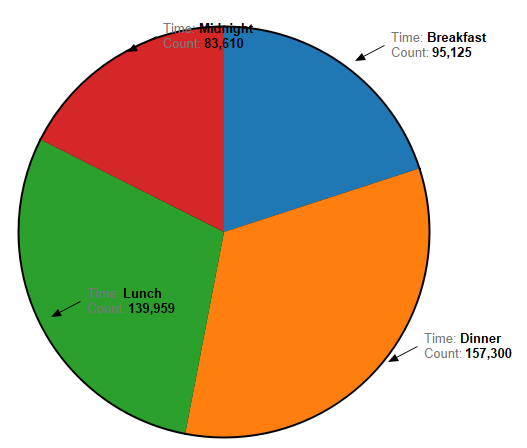 Time: Midnight
Count: 83,610
Time: Breakfast
Count: 95,125
Time: Lunch
Count: 139,959
Time: Dinner
Count: 157,300